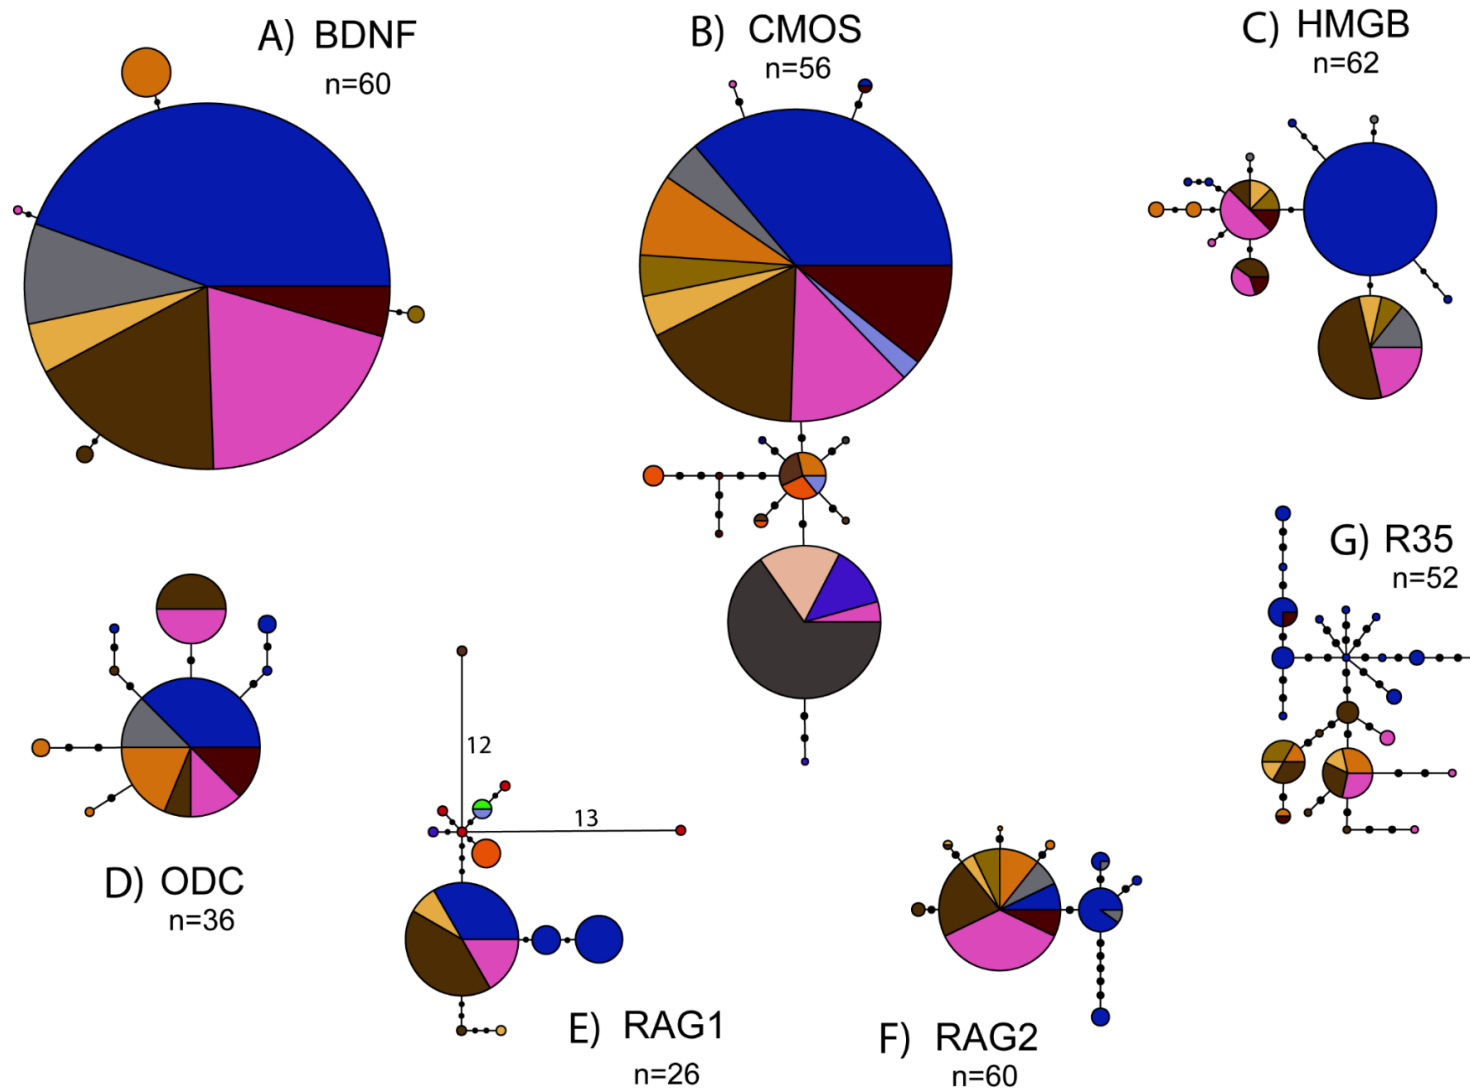 A) BDNF
n=60
B) CMOS
n=56
C) HMGB
n=62
D) ODC
n=36
12
13
E) RAG1
n=26
F) RAG2
n=60
G) R35
n=52